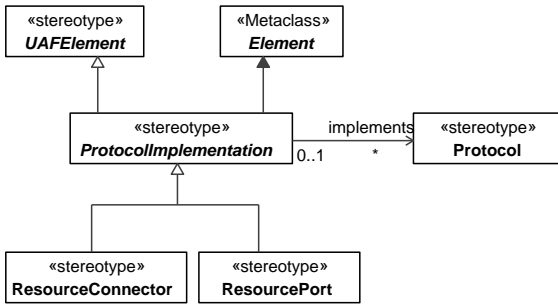 «stereotype»
UAFElement
«Metaclass»
Element
«stereotype»
ProtocolImplementation
implements
0..1
*
«stereotype»
Protocol
«stereotype»
ResourceConnector
«stereotype»
ResourcePort